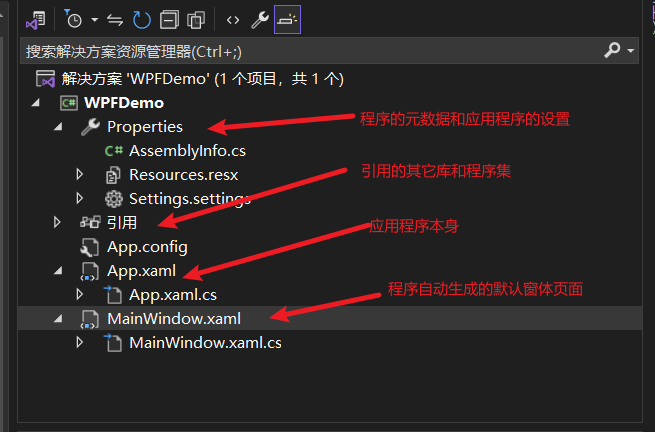 搜索解决方案资源管理器(Ctrl+;)
解决方案 'WPFDemo' (1 个项目，共 1 个)
C# WPFDemo
Properties
程序的元数据和应用程序的设置
C# AssemblyInfo.cs
Resources.resx
引用的其它库和程序集
Settings.settings
引用
应用程序本身
App.config
App.xaml
App.xaml.cs
程序自动生成的默认窗体页面
MainWindow.xaml
MainWindow.xaml.cs